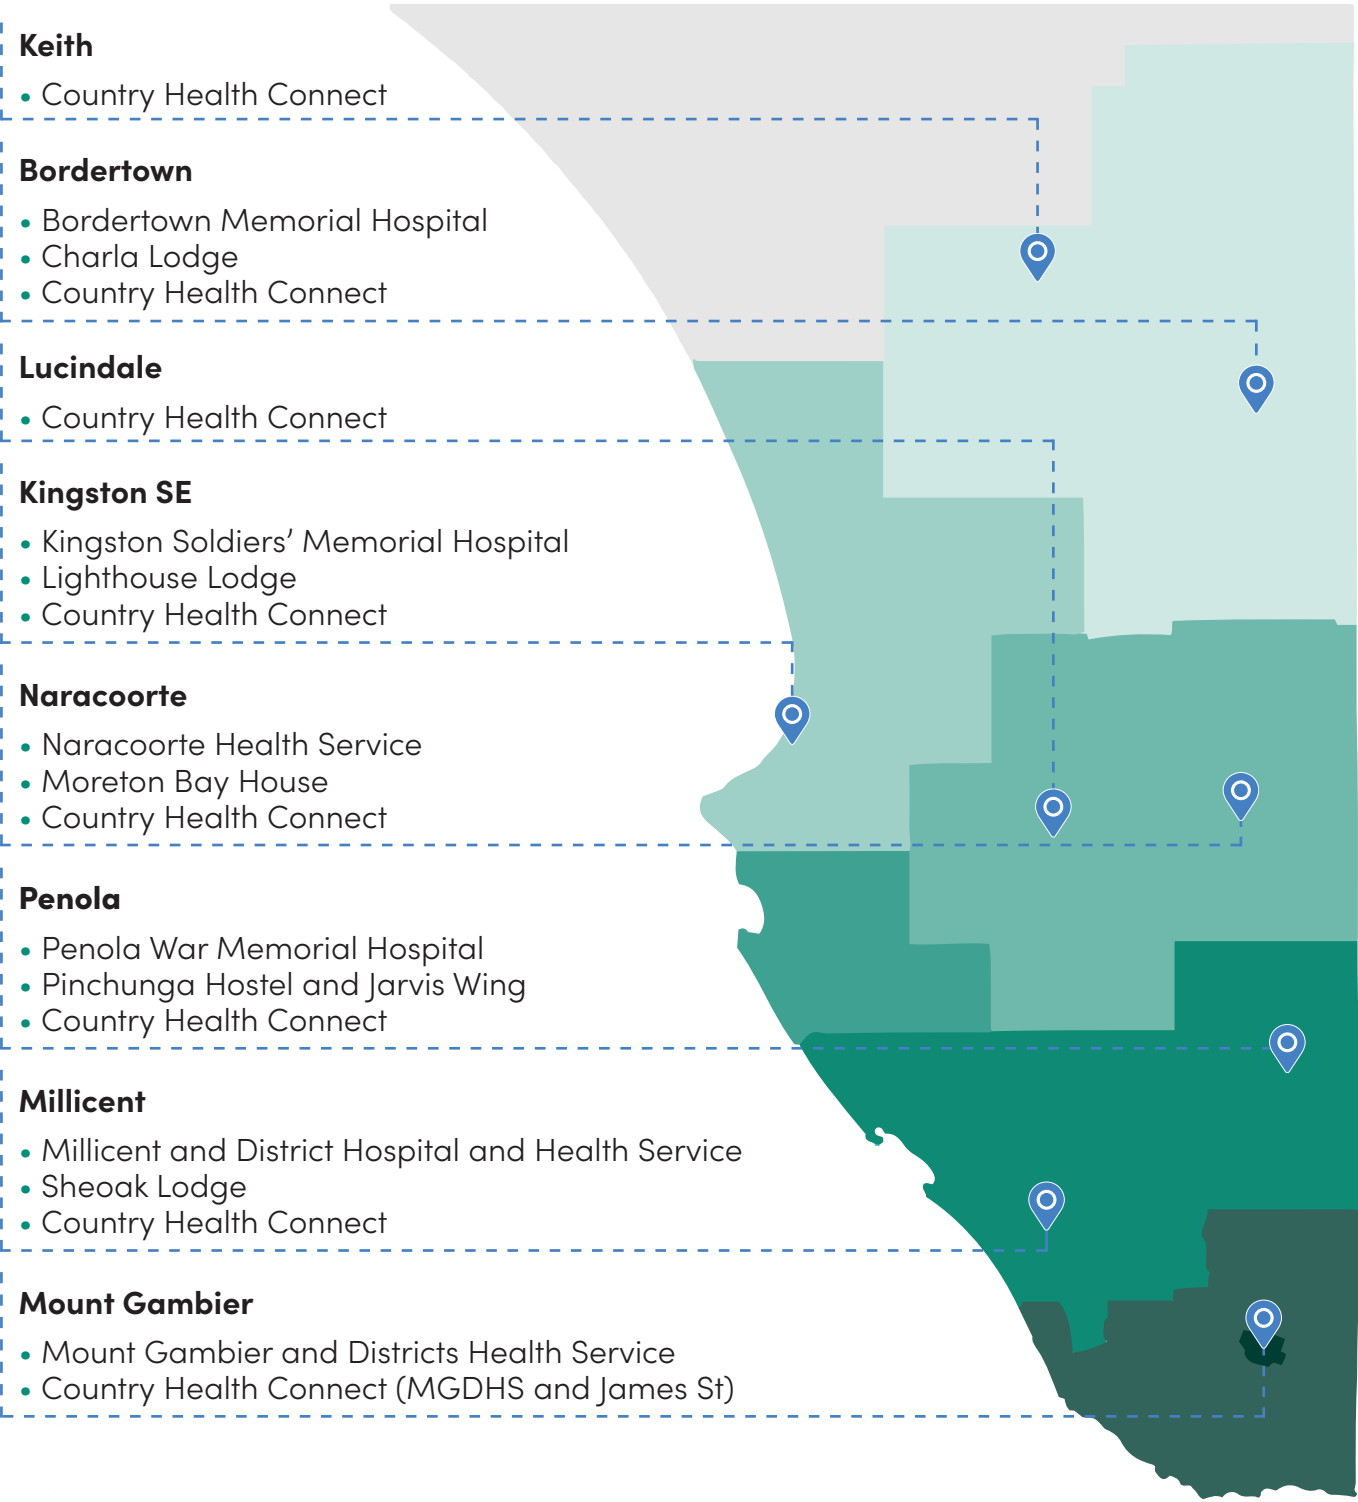 Keith
• Country Health Connect
Bordertown
• Bordertown Memorial Hospital
• Charla Lodge
• Country Health Connect
Lucindale
• Country Health Connect
Kingston SE
• Kingston Soldiers’ Memorial Hospital
• Lighthouse Lodge
• Country Health Connect
Naracoorte
• Naracoorte Health Service
• Moreton Bay House
• Country Health Connect
Penola
• Penola War Memorial Hospital
• Pinchunga Hostel and Jarvis Wing
• Country Health Connect
Millicent
• Millicent and District Hospital and Health Service
• Sheoak Lodge
• Country Health Connect
Mount Gambier
• Mount Gambier and Districts Health Service
• Country Health Connect (MGDHS and James St)